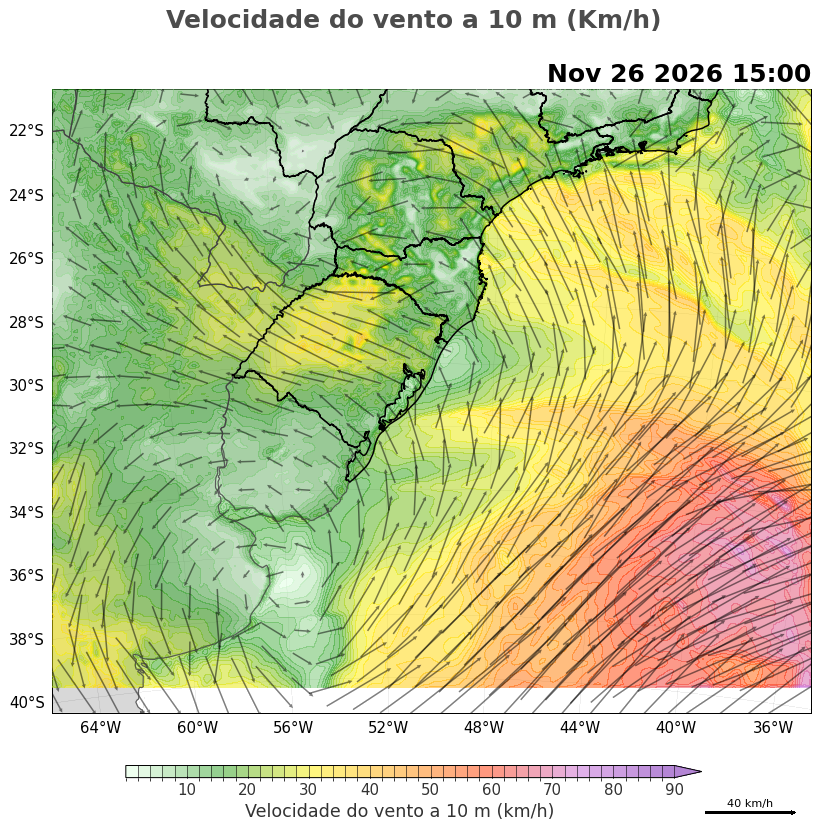 Velocidade do vento a 10 m (Km/h)
Nov 26 2026 15:00
22°S
24°S
26°S
28°S
30°S
32°S
34°S
36°S
38°S
40°S
64°W 60°W 56°W 52°W 48°W 44°W 40°W 36°W
10 20 30 40 50 60 70 80 90
Velocidade do vento a 10 m (km/h)
40 km/h